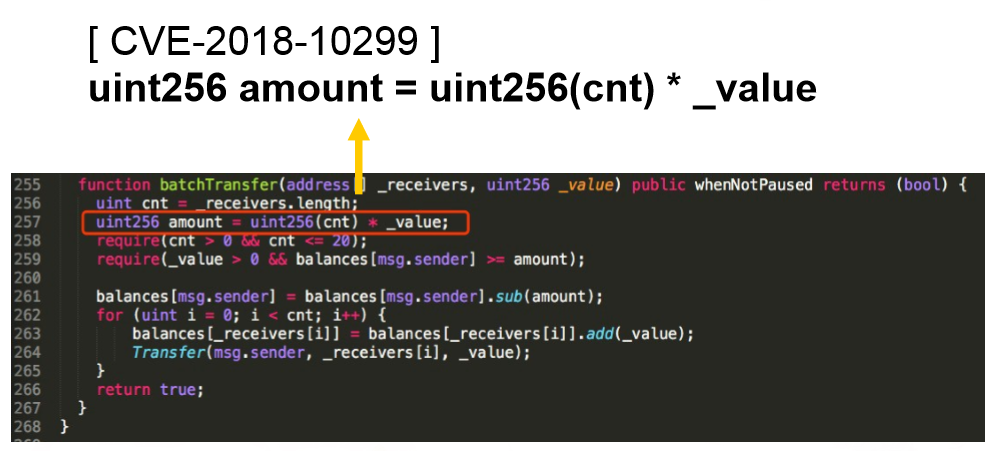 [ CVE-2018-10299 ]
uint256 amount = uint256(cnt) * _value
255 function batchTransfer(address[] _receivers, uint256 _value) public whenNotPaused returns (bool) {
256 uint cnt = _receivers.length;
257 uint256 amount = uint256(cnt) * _value;
258 require(cnt > 0 && cnt <= 20);
259 require(_value > 0 && balances[msg.sender] >= amount);
260
261 balances[msg.sender] = balances[msg.sender].sub(amount);
262 for (uint i = 0; i < cnt; i++) {
263 balances[_receivers[i]] = balances[_receivers[i]].add(_value);
264 Transfer(msg.sender, _receivers[i], _value);
265 }
266 return true;
267 }
268 }